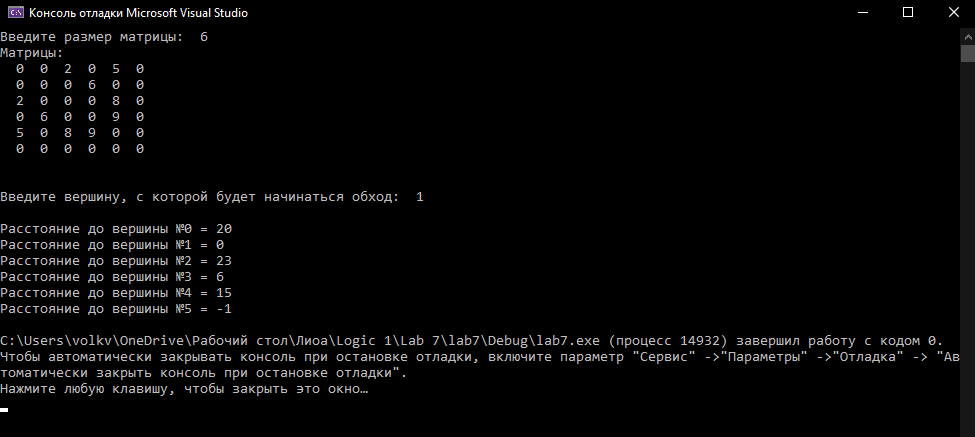 Консоль отладки Microsoft Visual Studio
Введите размер матрицы:  6
Матрицы:
  0  0  2  0  5  0
  0  0  0  6  0  0
  2  0  0  0  8  0
  0  6  0  0  9  0
  5  0  8  9  0  0
  0  0  0  0  0  0
Введите вершину, с которой будет начинаться обход:  1
Расстояние до вершины №0 = 20
Расстояние до вершины №1 = 0
Расстояние до вершины №2 = 23
Расстояние до вершины №3 = 6
Расстояние до вершины №4 = 15
Расстояние до вершины №5 = -1
C:\Users\volkv\OneDrive\Рабочий стол\Лиоа\Logic 1\Lab 7\lab7\Debug\lab7.exe (процесс 14932) завершил работу с кодом 0.
Чтобы автоматически закрывать консоль при остановке отладки, включите параметр "Сервис" ->"Параметры" ->"Отладка" -> "Ав
томатически закрыть консоль при остановке отладки".
Нажмите любую клавишу, чтобы закрыть это окно…